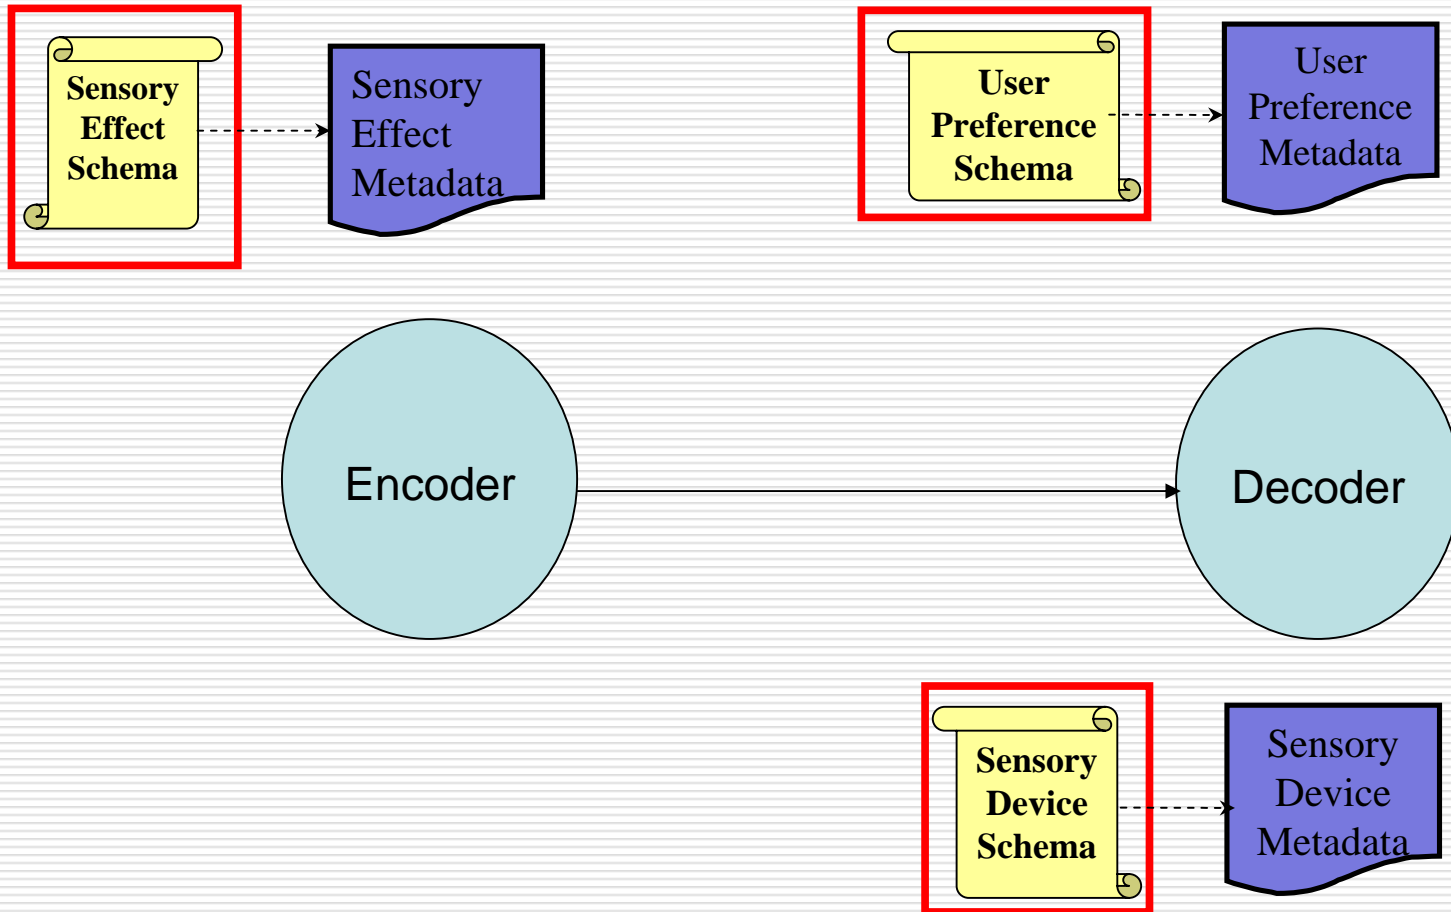 Sensory
Effect
Schema
Sensory
Effect
Metadata
User
Preference
Schema
User
Preference
Metadata
Encoder
Decoder
Sensory
Device
Schema
Sensory
Device
Metadata